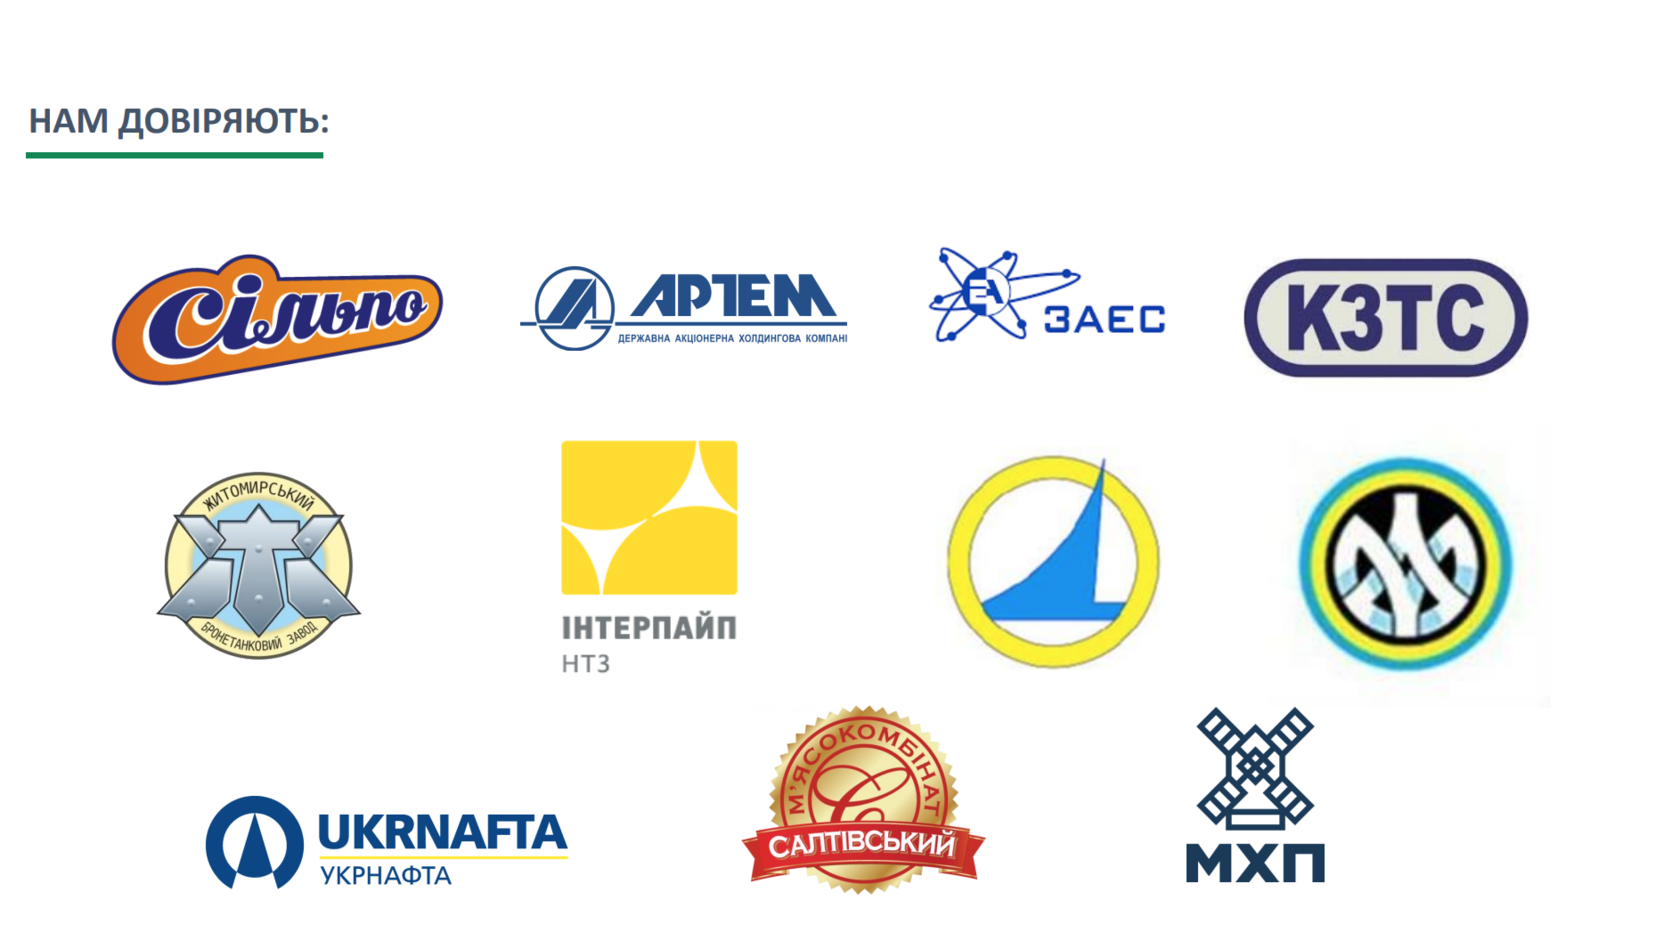 НАМ ДОВІРЯЮТЬ:
Сільпо
АРТЕМ
ДЕРЖАВНА АКЦІОНЕРНА ХОЛДИНГОВА КОМПАНІ
ЕА
ЗАЕС
КЗТС
ЖИТОМИРСЬКИЙ
БРОНЕТАНКОВИЙ ЗАВОД
ІНТЕРПАЙП
НТЗ
UKRNAFTA
УКРНАФТА
М'ЯСОКОМБІНАТ
С
САЛТІВСЬКИЙ
МХП